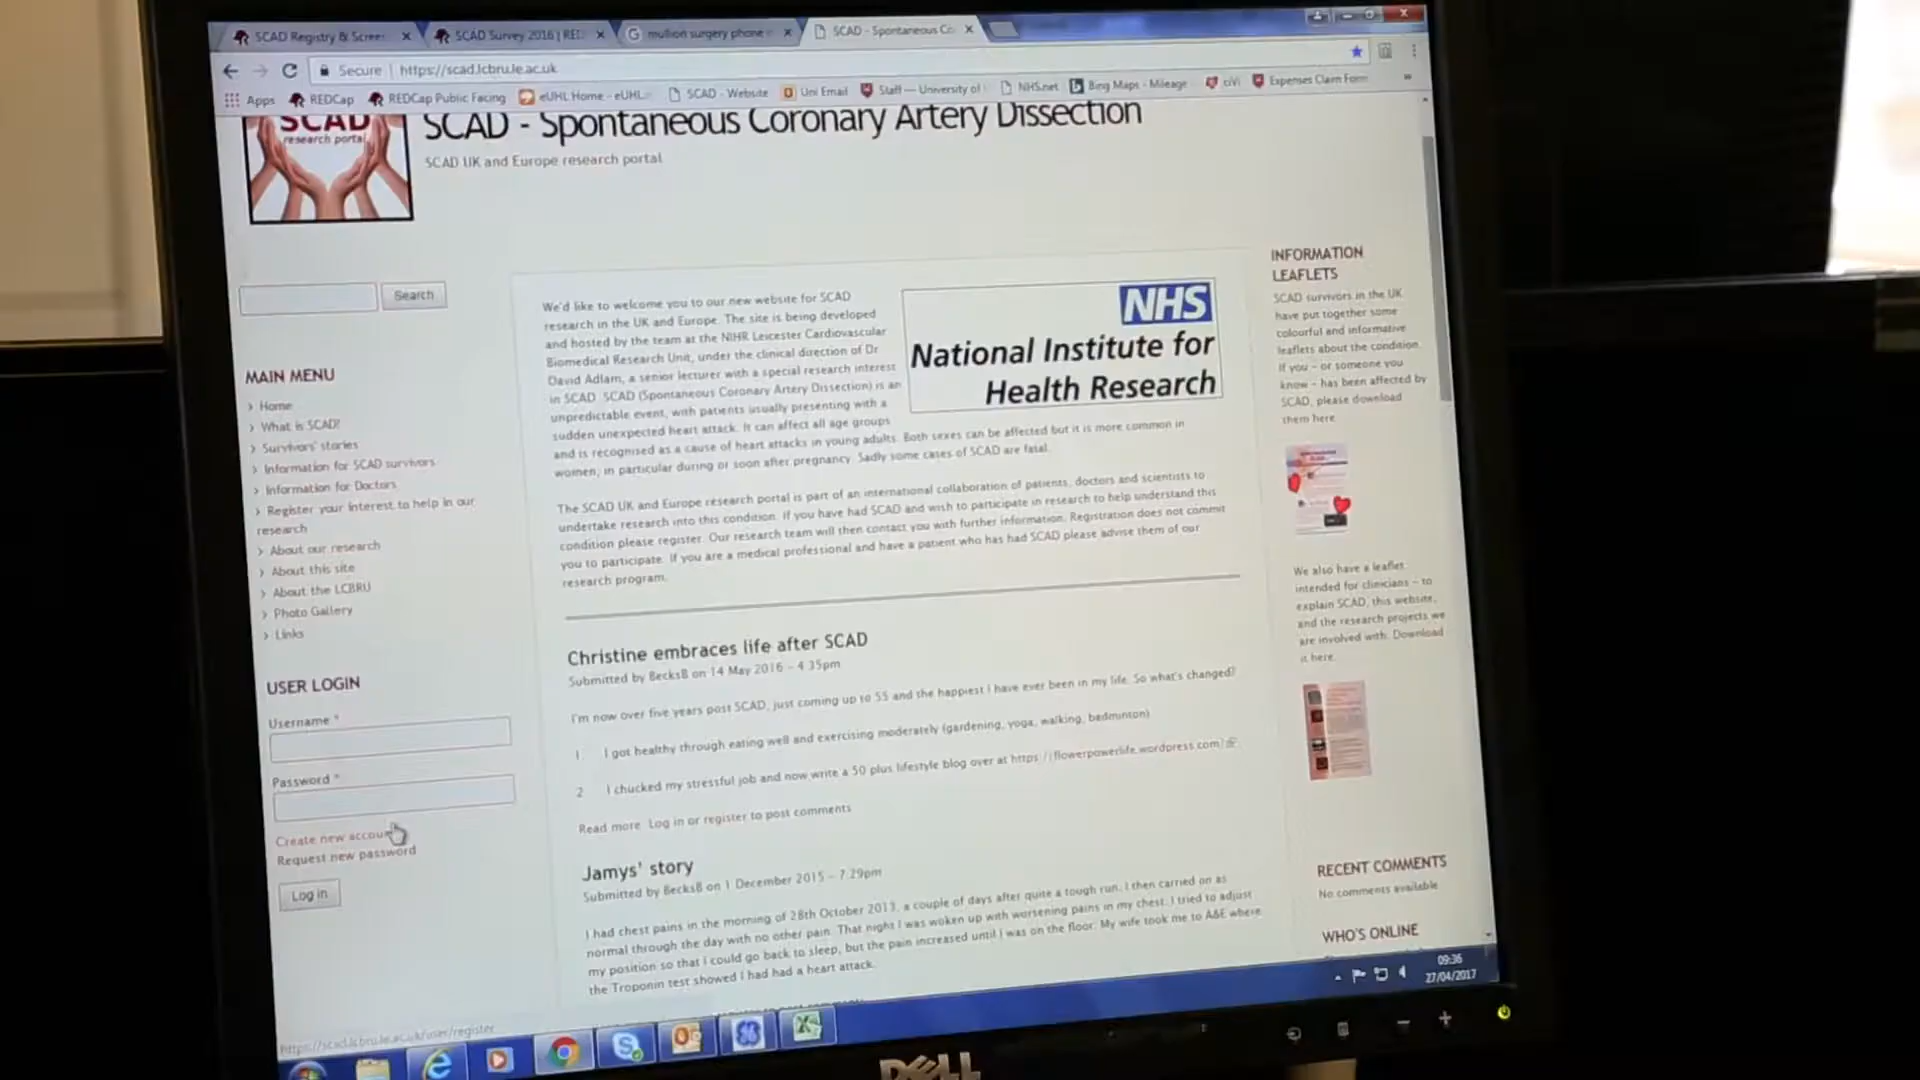 SCAD Registry & Screen
SCAD Survey 2016 | RED
mullion surgery phone
SCAD - Spontaneous Co
Secure | https://scad.lcbru.le.ac.uk
Apps
REDCap
REDCap Public Facing
eUHL Home - eUHL
SCAD - Website
Uni Email
Staff — University of
NHS.net
Bing Maps - Mileage
civi
Expenses Claim Form
SCAD
research portal
SCAD - Spontaneous Coronary Artery Dissection
SCAD UK and Europe research portal
Search
MAIN MENU
Home
What is SCAD?
Survivors' stories
Information for SCAD survivors
Information for Doctors
Register your interest to help in our
research
About our research
About this site
About the LCBRU
Photo Gallery
Links
USER LOGIN
Username *
Password *
Create new accoun
Request new password
Log in
We'd like to welcome you to our new website for SCAD
research in the UK and Europe. The site is being developed
and hosted by the team at the NIHR Leicester Cardiovascular
Biomedical Research Unit, under the clinical direction of Dr
David Adlam, a senior lecturer with a special research interest
in SCAD. SCAD (Spontaneous Coronary Artery Dissection) is an
unpredictable event, with patients usually presenting with a
sudden unexpected heart attack. It can affect all age groups
and is recognised as a cause of heart attacks in young adults. Both sexes can be affected but it is more common in
women, in particular during or soon after pregnancy. Sadly some cases of SCAD are fatal.
NHS
National Institute for
Health Research
The SCAD UK and Europe research portal is part of an international collaboration of patients, doctors and scientists to
undertake research into this condition. If you have had SCAD and wish to participate in research to help understand this
condition please register. Our research team will then contact you with further information. Registration does not commit
you to participate. If you are a medical professional and have a patient who has had SCAD please advise them of our
research program.
Christine embraces life after SCAD
Submitted by BecksB on 14 May 2016 - 4:35pm
I'm now over five years post SCAD, just coming up to 55 and the happiest I have ever been in my life. So what's changed?
1 I got healthy through eating well and exercising moderately (gardening, yoga, walking, badminton)
2 I chucked my stressful job and now write a 50 plus lifestyle blog over at https://flowerpowerlife.wordpress.com/
Read more Log in or register to post comments
Jamys' story
Submitted by BecksB on 1 December 2015 - 7:29pm
I had chest pains in the morning of 28th October 2013, a couple of days after quite a tough run. I then carried on as
normal through the day with no other pain. That night I was woken up with worsening pains in my chest. I tried to adjust
my position so that I could go back to sleep, but the pain increased until I was on the floor. My wife took me to A&E where
the Troponin test showed I had had a heart attack.
INFORMATION
LEAFLETS
SCAD survivors in the UK
have put together some
colourful and informative
leaflets about the condition.
If you - or someone you
know - has been affected by
SCAD, please download
them here.
We also have a leaflet
intended for clinicians - to
explain SCAD, this website,
and the research projects we
are involved with. Download
it here.
RECENT COMMENTS
No comments available
WHO'S ONLINE
https://scad.lcbru.le.ac.uk/user/register
09:36
27/04/2017
DELL